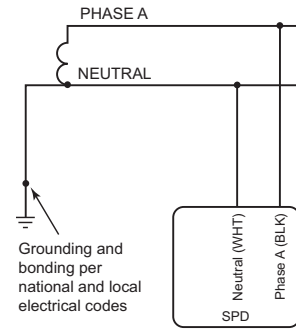 PHASE A
NEUTRAL
Neutral (WHT)
Phase A (BLK)
Grounding and
bonding per
national and local
electrical codes
SPD